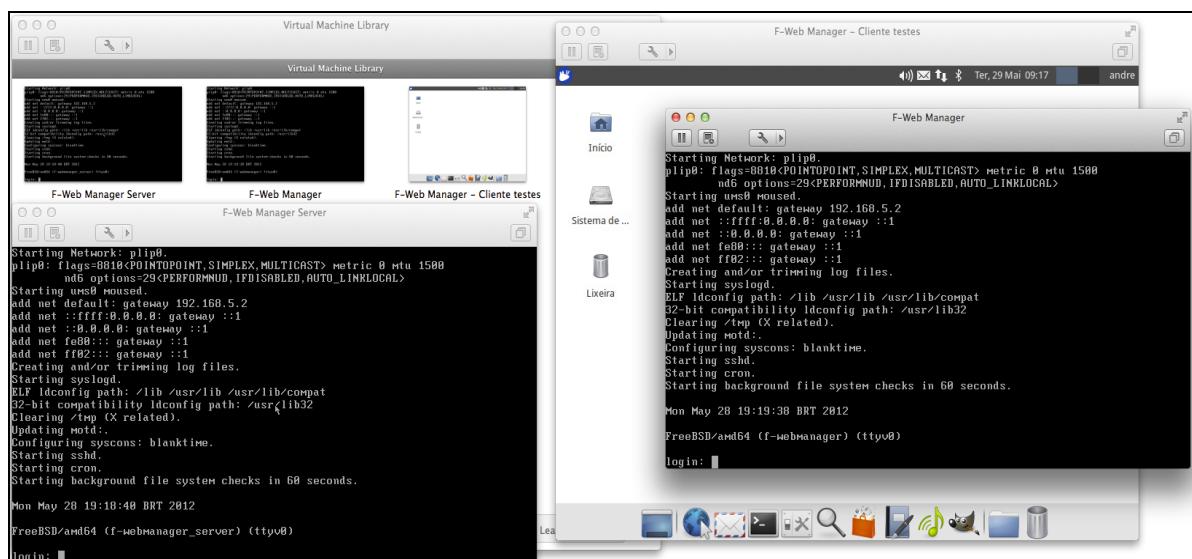 Virtual Machine Library
Virtual Machine Library
F-Web Manager Server
F-Web Manager
F-Web Manager – Cliente testes
F-Web Manager Server
Starting Network: plip0.
plip0: flags=8810<POINTOPOINT,SIMPLEX,MULTICAST> metric 0 mtu 1500
nd6 options=29<PERFORMNUD,IFDISABLED,AUTO_LINKLOCAL>
Starting ums0 moused.
add net default: gateway 192.168.5.2
add net ::ffff:0.0.0.0: gateway ::1
add net ::0.0.0.0: gateway ::1
add net fe80::: gateway ::1
add net ff02::: gateway ::1
Creating and/or trimming log files.
Starting syslogd.
ELF ldconfig path: /lib /usr/lib /usr/lib/compat
32-bit compatibility ldconfig path: /usr/lib32
Clearing /tmp (X related).
Updating motd:.
Configuring syscons: blanktime.
Starting sshd.
Starting cron.
Starting background file system checks in 60 seconds.
Mon May 28 19:18:40 BRT 2012
FreeBSD/amd64 (f-webmanager_server) (ttyv0)
login:
Lea
F-Web Manager – Cliente testes
Ter, 29 Mai 09:17
andre
Início
Sistema de ...
Lixeira
F-Web Manager
Starting Network: plip0.
plip0: flags=8810<POINTOPOINT,SIMPLEX,MULTICAST> metric 0 mtu 1500
nd6 options=29<PERFORMNUD,IFDISABLED,AUTO_LINKLOCAL>
Starting ums0 moused.
add net default: gateway 192.168.5.2
add net ::ffff:0.0.0.0: gateway ::1
add net ::0.0.0.0: gateway ::1
add net fe80::: gateway ::1
add net ff02::: gateway ::1
Creating and/or trimming log files.
Starting syslogd.
ELF ldconfig path: /lib /usr/lib /usr/lib/compat
32-bit compatibility ldconfig path: /usr/lib32
Clearing /tmp (X related).
Updating motd:.
Configuring syscons: blanktime.
Starting sshd.
Starting cron.
Starting background file system checks in 60 seconds.
Mon May 28 19:19:38 BRT 2012
FreeBSD/amd64 (f-webmanager) (ttyv0)
login: